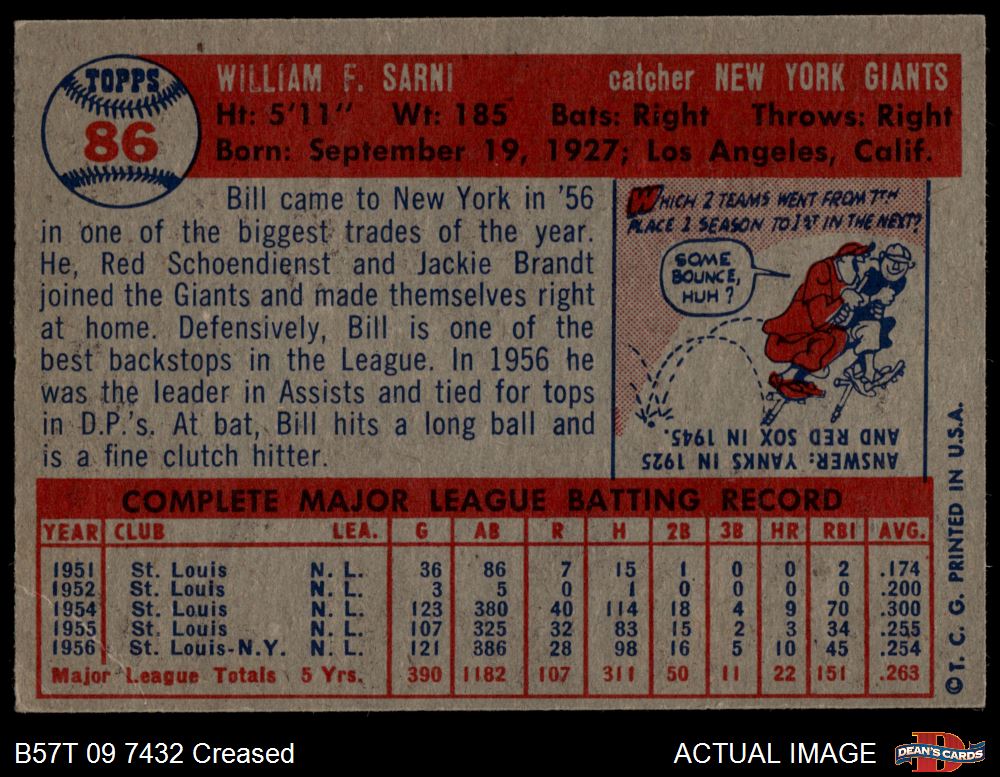 TOPPS
86
WILLIAM F. SARNI catcher NEW YORK GIANTS
Ht: 5'11" Wt: 185 Bats: Right Throws: Right
Born: September 19, 1927; Los Angeles, Calif.
Bill came to New York in '56
in one of the biggest trades of the year.
He, Red Schoendienst and Jackie Brandt
joined the Giants and made themselves right
at home. Defensively, Bill is one of the
best backstops in the League. In 1956 he
was the leader in Assists and tied for tops
in D.P.'s. At bat, Bill hits a long ball and
is a fine clutch hitter.
WHICH 2 TEAMS WENT FROM 7TH
PLACE 1 SEASON TO 1ST IN THE NEXT?
SOME
BOUNCE,
HUH?
ANSWER: YANKS IN 1925
AND RED SOX IN 1945.
COMPLETE MAJOR LEAGUE BATTING RECORD
YEAR CLUB LEA. G AB R H 2B 3B HR RBI AVG.
1951 St. Louis N. L. 36 86 7 15 1 0 0 2 .174
1952 St. Louis N. L. 3 5 0 1 0 0 0 0 .200
1954 St. Louis N. L. 123 380 40 114 18 4 9 70 .300
1955 St. Louis N. L. 107 325 32 83 15 2 3 34 .255
1956 St. Louis-N.Y. N. L. 121 386 28 98 16 5 10 45 .254
Major League Totals 5 Yrs. 390 1182 107 311 50 11 22 151 .263
© T. C. G. PRINTED IN U.S.A.
B57T 09 7432 Creased
ACTUAL IMAGE
DEAN'S CARDS